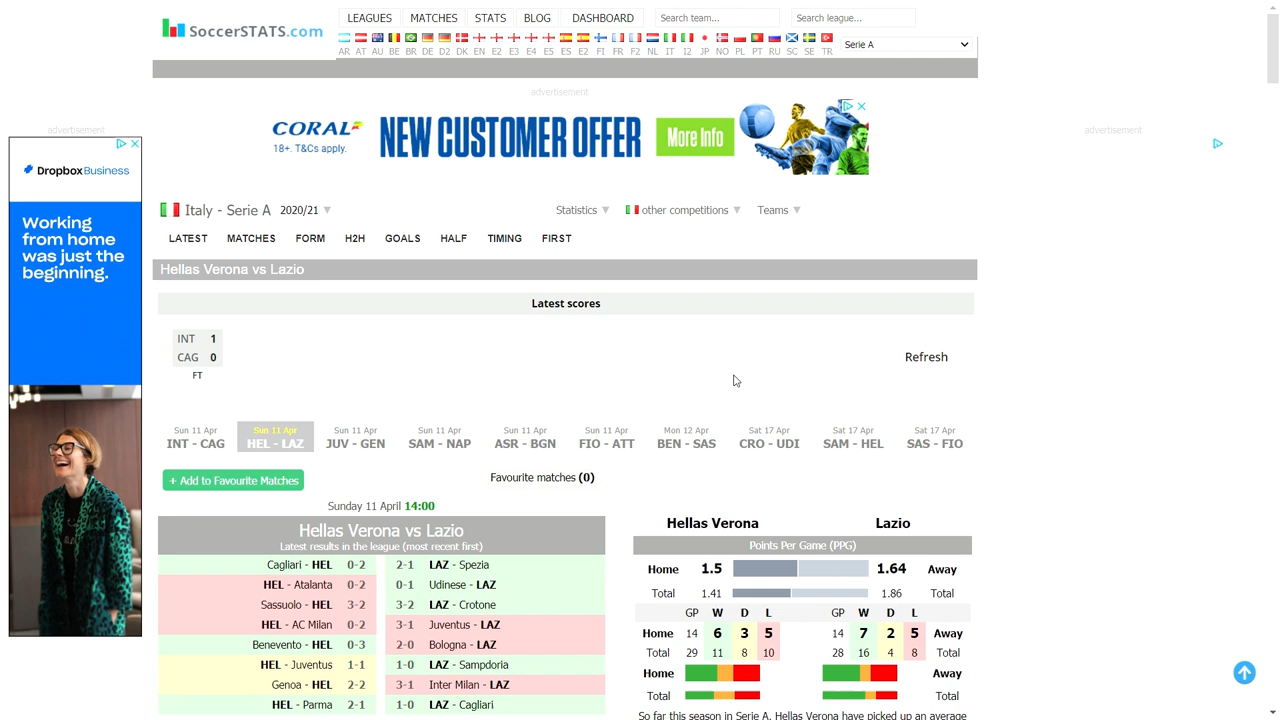 SoccerSTATS.com
LEAGUES MATCHES STATS BLOG DASHBOARD Search team... Search league...
AR AT AU BE BR DE D2 DK EN E2 E3 E4 ES ES E2 FI FR F2 NL IT I2 JP NO PL PT RU SC SE TR Serie A
advertisement
CORAL 18+. T&Cs apply. NEW CUSTOMER OFFER More Info
advertisement
Dropbox Business
Working
from home
was just the
beginning.
advertisement
Italy - Serie A 2020/21 Statistics other competitions Teams
LATEST MATCHES FORM H2H GOALS HALF TIMING FIRST
Hellas Verona vs Lazio
Latest scores
INT 1
CAG 0
FT
Refresh
Sun 11 Apr Sun 11 Apr Sun 11 Apr Sun 11 Apr Sun 11 Apr Sun 11 Apr Mon 12 Apr Sat 17 Apr Sat 17 Apr Sat 17 Apr
INT - CAG HEL - LAZ JUV - GEN SAM - NAP ASR - BGN FIO - ATT BEN - SAS CRO - UDI SAM - HEL SAS - FIO
+ Add to Favourite Matches Favourite matches (0)
Sunday 11 April 14:00
Hellas Verona vs Lazio
Latest results in the league (most recent first)
Cagliari - HEL 0-2 2-1 LAZ - Spezia
HEL - Atalanta 0-2 0-1 Udinese - LAZ
Sassuolo - HEL 3-2 3-2 LAZ - Crotone
HEL - AC Milan 0-2 3-1 Juventus - LAZ
Benevento - HEL 0-3 2-0 Bologna - LAZ
HEL - Juventus 1-1 1-0 LAZ - Sampdoria
Genoa - HEL 2-2 3-1 Inter Milan - LAZ
HEL - Parma 2-1 1-0 LAZ - Cagliari
Hellas Verona Lazio
Points Per Game (PPG)
Home 1.5 1.64 Away
Total 1.41 1.86 Total
GP W D L GP W D L
Home 14 6 3 5 14 7 2 5 Away
Total 29 11 8 10 28 16 4 8 Total
Home Away
Total Total
So far this season in Serie A, Hellas Verona have picked up an average